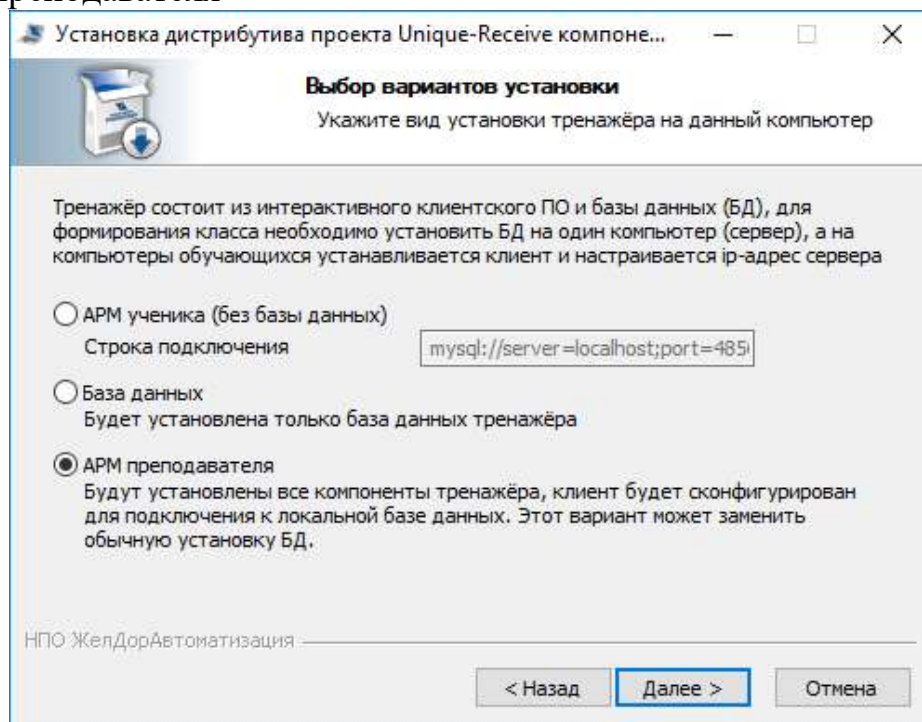 Установка дистрибутива проекта Unique-Receive компоне...
Выбор вариантов установки
Укажите вид установки тренажёра на данный компьютер
Тренажёр состоит из интерактивного клиентского ПО и базы данных (БД), для
формирования класса необходимо установить БД на один компьютер (сервер), а на
компьютеры обучающихся устанавливается клиент и настраивается ip-адрес сервера
АРМ ученика (без базы данных)
Строка подключения mysql://server=localhost;port=485
База данных
Будет установлена только база данных тренажёра
АРМ преподавателя
Будут установлены все компоненты тренажёра, клиент будет сконфигурирован
для подключения к локальной базе данных. Этот вариант может заменить
обычную установку БД.
НПО ЖелДорАвтоматизация
< Назад Далее > Отмена